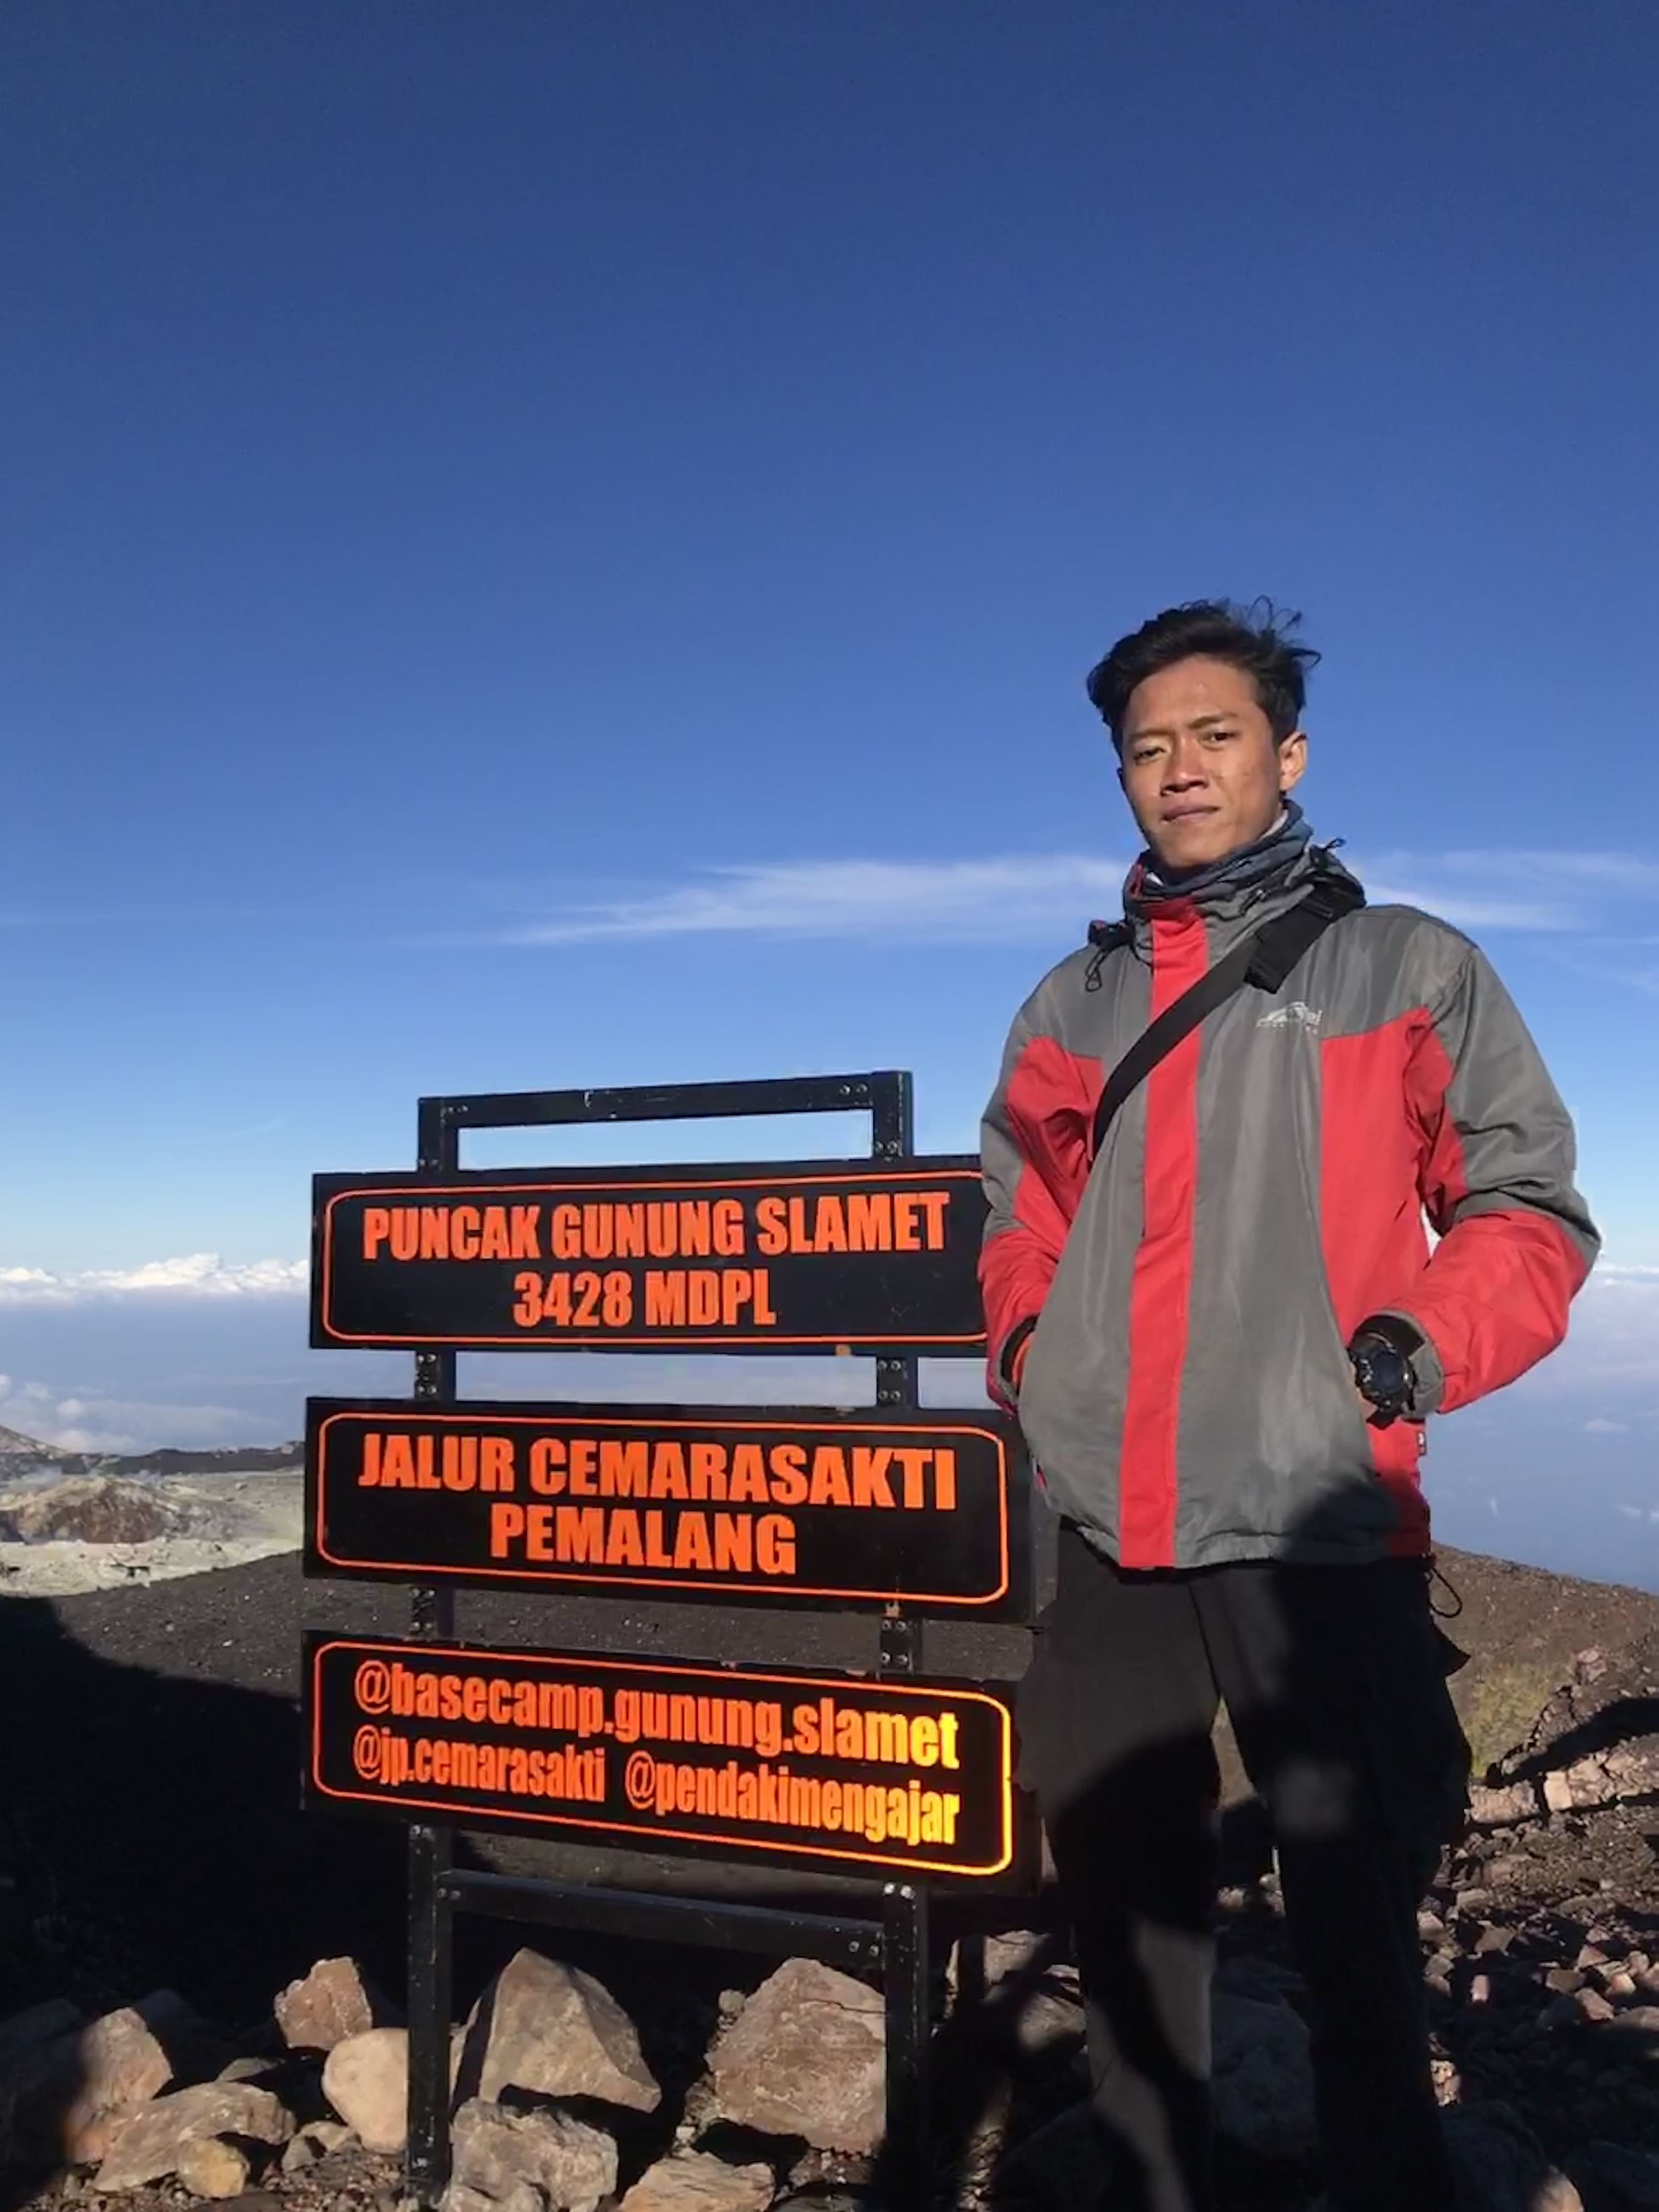 PUNCAK GUNUNG SLAMET
3428 MDPL
JALUR CEMARASAKTI
PEMALANG
@basecamp.gunung.slamet
@jp.cemarasakti @pendakimengajar